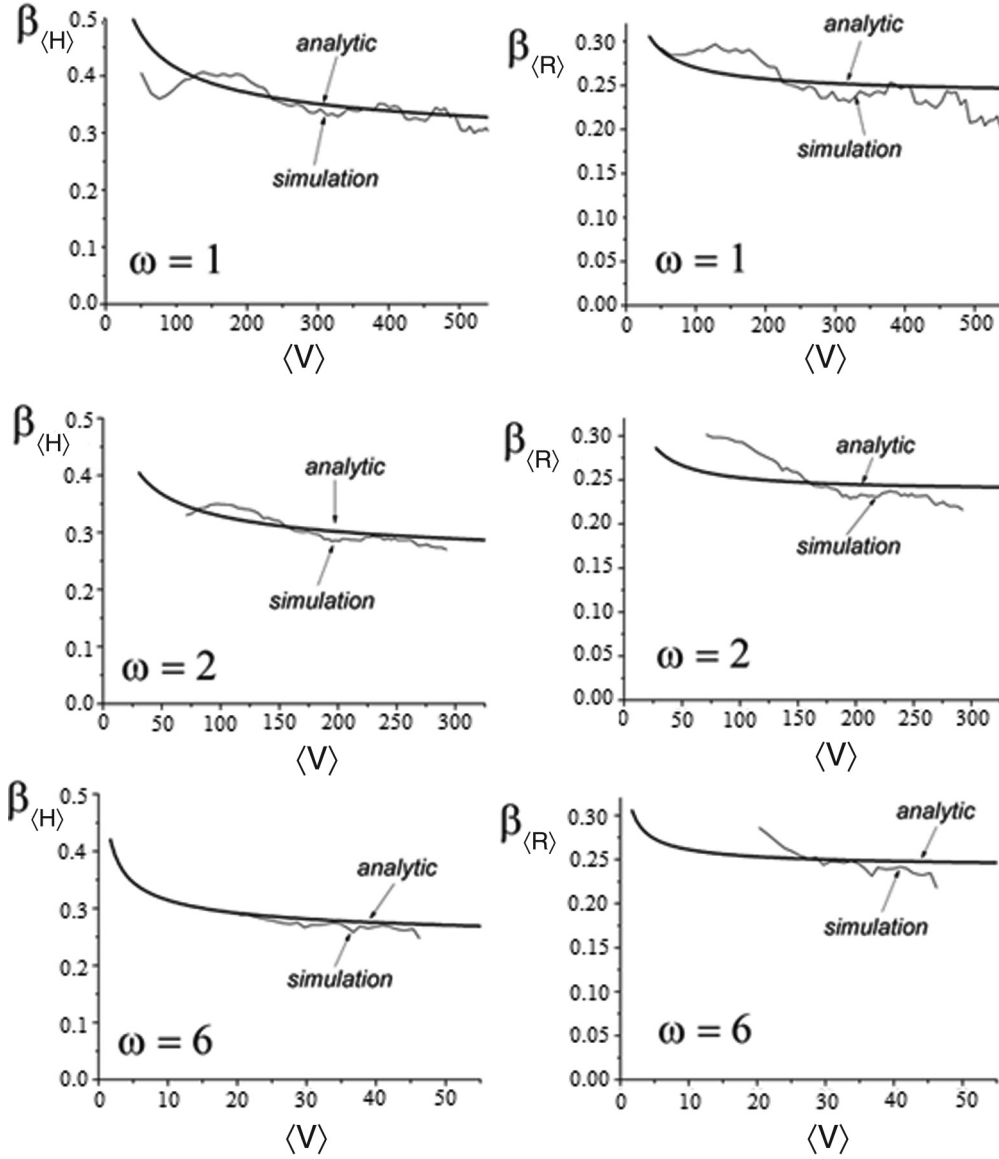 β⟨H⟩
0.5
0.4
0.3
0.2
0.1
0.0
analytic
simulation
ω = 1
0 100 200 300 400 500
⟨V⟩
β⟨R⟩
0.30
0.25
0.20
0.15
0.10
0.05
0.00
analytic
simulation
ω = 1
0 100 200 300 400 500
⟨V⟩
β⟨H⟩
0.5
0.4
0.3
0.2
0.1
0.0
analytic
simulation
ω = 2
0 50 100 150 200 250 300
⟨V⟩
β⟨R⟩
0.30
0.25
0.20
0.15
0.10
0.05
0.00
analytic
simulation
ω = 2
0 50 100 150 200 250 300
⟨V⟩
β⟨H⟩
0.5
0.4
0.3
0.2
0.1
0.0
analytic
simulation
ω = 6
0 10 20 30 40 50
⟨V⟩
β⟨R⟩
0.30
0.25
0.20
0.15
0.10
0.05
0.00
analytic
simulation
ω = 6
0 10 20 30 40 50
⟨V⟩